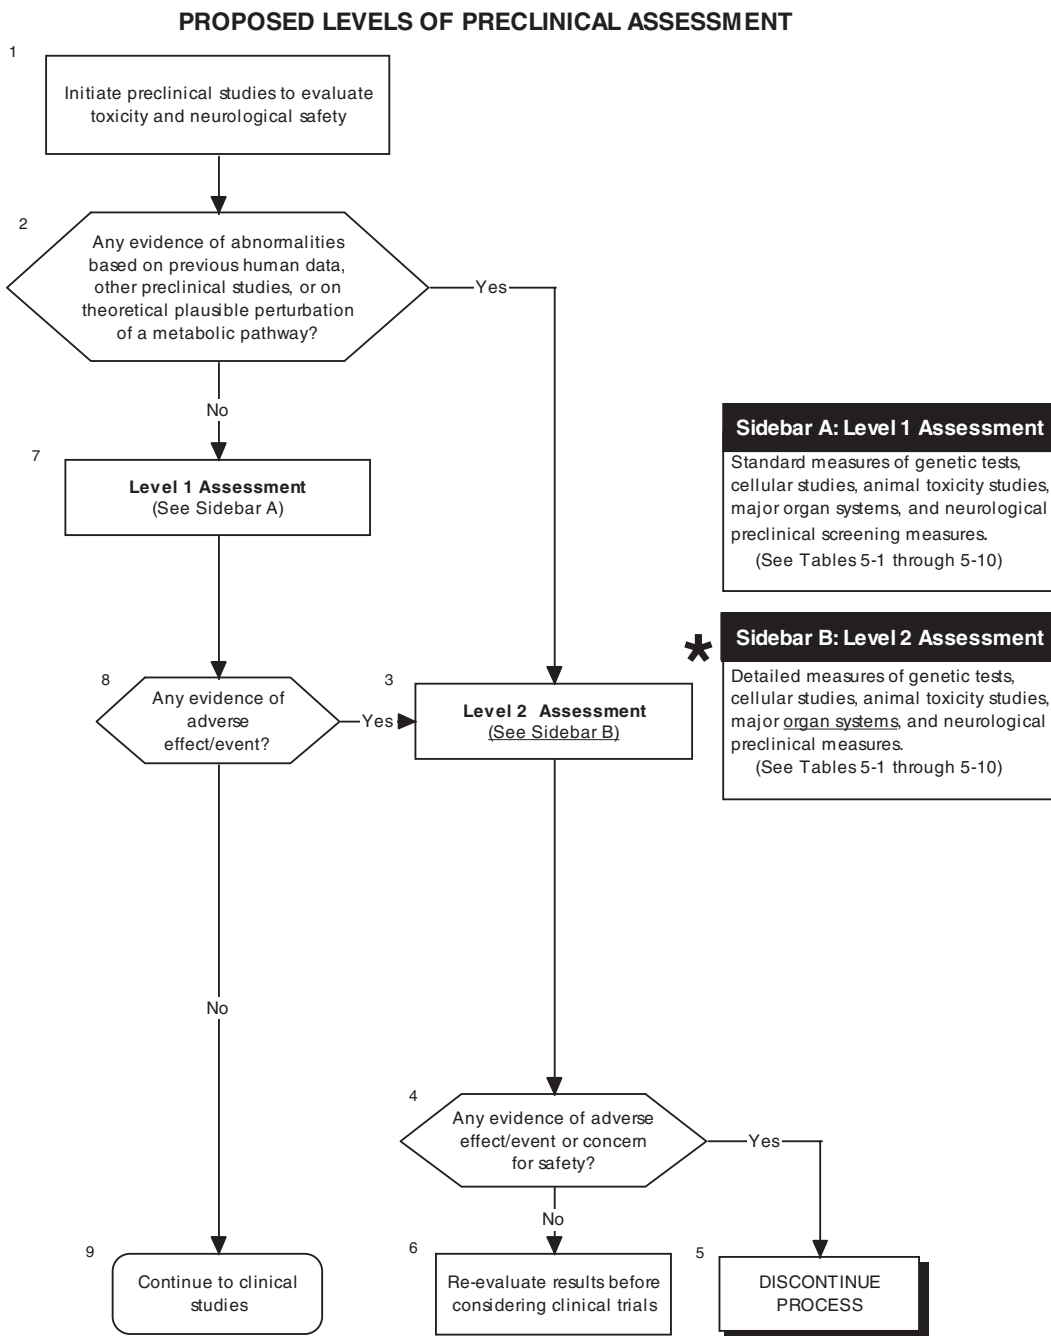 PROPOSED LEVELS OF PRECLINICAL ASSESSMENT
1
Initiate preclinical studies to evaluate
toxicity and neurological safety
2
Any evidence of abnormalities
based on previous human data,
other preclinical studies, or on
theoretical plausible perturbation
of a metabolic pathway?
Yes
No
7
Level 1 Assessment
(See Sidebar A)
Sidebar A: Level 1 Assessment
Standard measures of genetic tests,
cellular studies, animal toxicity studies,
major organ systems, and neurological
preclinical screening measures.
(See Tables 5-1 through 5-10)
*
Sidebar B: Level 2 Assessment
Detailed measures of genetic tests,
cellular studies, animal toxicity studies,
major organ systems, and neurological
preclinical measures.
(See Tables 5-1 through 5-10)
8
Any evidence of
adverse
effect/event?
Yes
3
Level 2 Assessment
(See Sidebar B)
No
4
Any evidence of adverse
effect/event or concern
for safety?
Yes
No
9
Continue to clinical
studies
6
Re-evaluate results before
considering clinical trials
5
DISCONTINUE
PROCESS